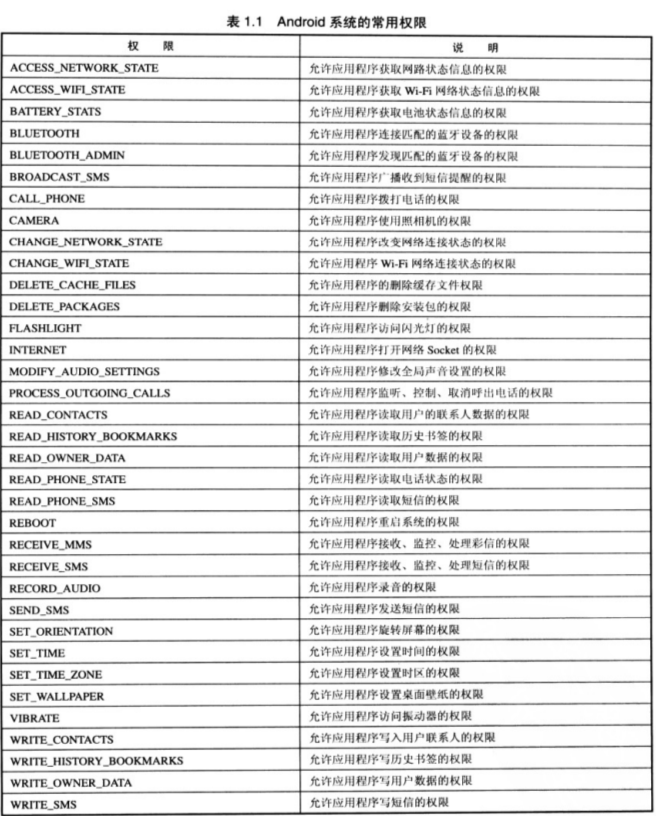 表 1.1 Android 系统的常用权限
权 限 说 明
ACCESS_NETWORK_STATE 允许应用程序获取网路状态信息的权限
ACCESS_WIFI_STATE 允许应用程序获取 Wi-Fi 网络状态信息的权限
BATTERY_STATS 允许应用程序获取电池状态信息的权限
BLUETOOTH 允许应用程序连接匹配的蓝牙设备的权限
BLUETOOTH_ADMIN 允许应用程序发现匹配的蓝牙设备的权限
BROADCAST_SMS 允许应用程序广播收到短信提醒的权限
CALL_PHONE 允许应用程序拨打电话的权限
CAMERA 允许应用程序使用照相机的权限
CHANGE_NETWORK_STATE 允许应用程序改变网络连接状态的权限
CHANGE_WIFI_STATE 允许应用程序 Wi-Fi 网络连接状态的权限
DELETE_CACHE_FILES 允许应用程序的删除缓存文件权限
DELETE_PACKAGES 允许应用程序删除安装包的权限
FLASHLIGHT 允许应用程序访问闪光灯的权限
INTERNET 允许应用程序打开网络 Socket 的权限
MODIFY_AUDIO_SETTINGS 允许应用程序修改全局声音设置的权限
PROCESS_OUTGOING_CALLS 允许应用程序监听、控制、取消呼出电话的权限
READ_CONTACTS 允许应用程序读取用户的联系人数据的权限
READ_HISTORY_BOOKMARKS 允许应用程序读取历史书签的权限
READ_OWNER_DATA 允许应用程序读取用户数据的权限
READ_PHONE_STATE 允许应用程序读取电话状态的权限
READ_PHONE_SMS 允许应用程序读取短信的权限
REBOOT 允许应用程序重启系统的权限
RECEIVE_MMS 允许应用程序接收、监控、处理彩信的权限
RECEIVE_SMS 允许应用程序接收、监控、处理短信的权限
RECORD_AUDIO 允许应用程序录音的权限
SEND_SMS 允许应用程序发送短信的权限
SET_ORIENTATION 允许应用程序旋转屏幕的权限
SET_TIME 允许应用程序设置时间的权限
SET_TIME_ZONE 允许应用程序设置时区的权限
SET_WALLPAPER 允许应用程序设置桌面壁纸的权限
VIBRATE 允许应用程序访问振动器的权限
WRITE_CONTACTS 允许应用程序写入用户联系人的权限
WRITE_HISTORY_BOOKMARKS 允许应用程序写历史书签的权限
WRITE_OWNER_DATA 允许应用程序写用户数据的权限
WRITE_SMS 允许应用程序写短信的权限